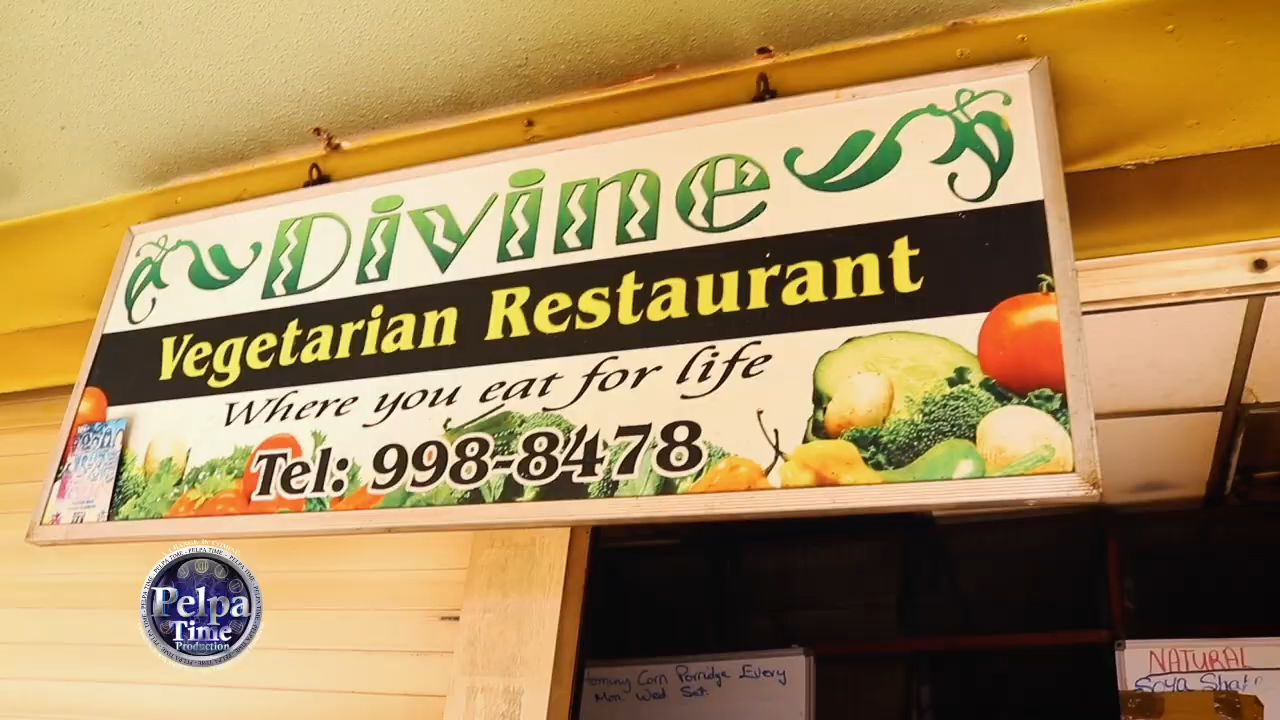 Divine
Vegetarian Restaurant
Where you eat for life
Tel: 998-8478
Pelpa
Time
Production
Corn Porridge Every
Mon Wed Sat
NATURAL
Soya